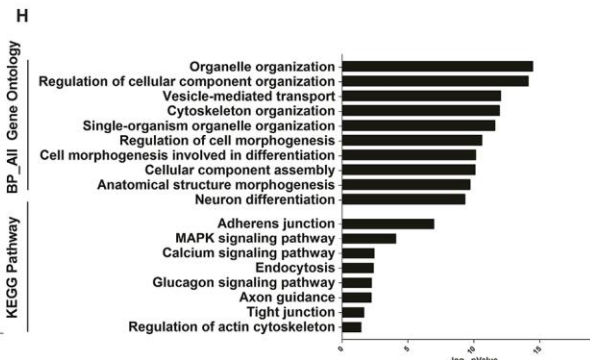 H
BP_All Gene Ontology
Organelle organization
Regulation of cellular component organization
Vesicle-mediated transport
Cytoskeleton organization
Single-organism organelle organization
Regulation of cell morphogenesis
Cell morphogenesis involved in differentiation
Cellular component assembly
Anatomical structure morphogenesis
Neuron differentiation
KEGG Pathway
Adherens junction
MAPK signaling pathway
Calcium signaling pathway
Endocytosis
Glucagon signaling pathway
Axon guidance
Tight junction
Regulation of actin cytoskeleton
0 5 10 15